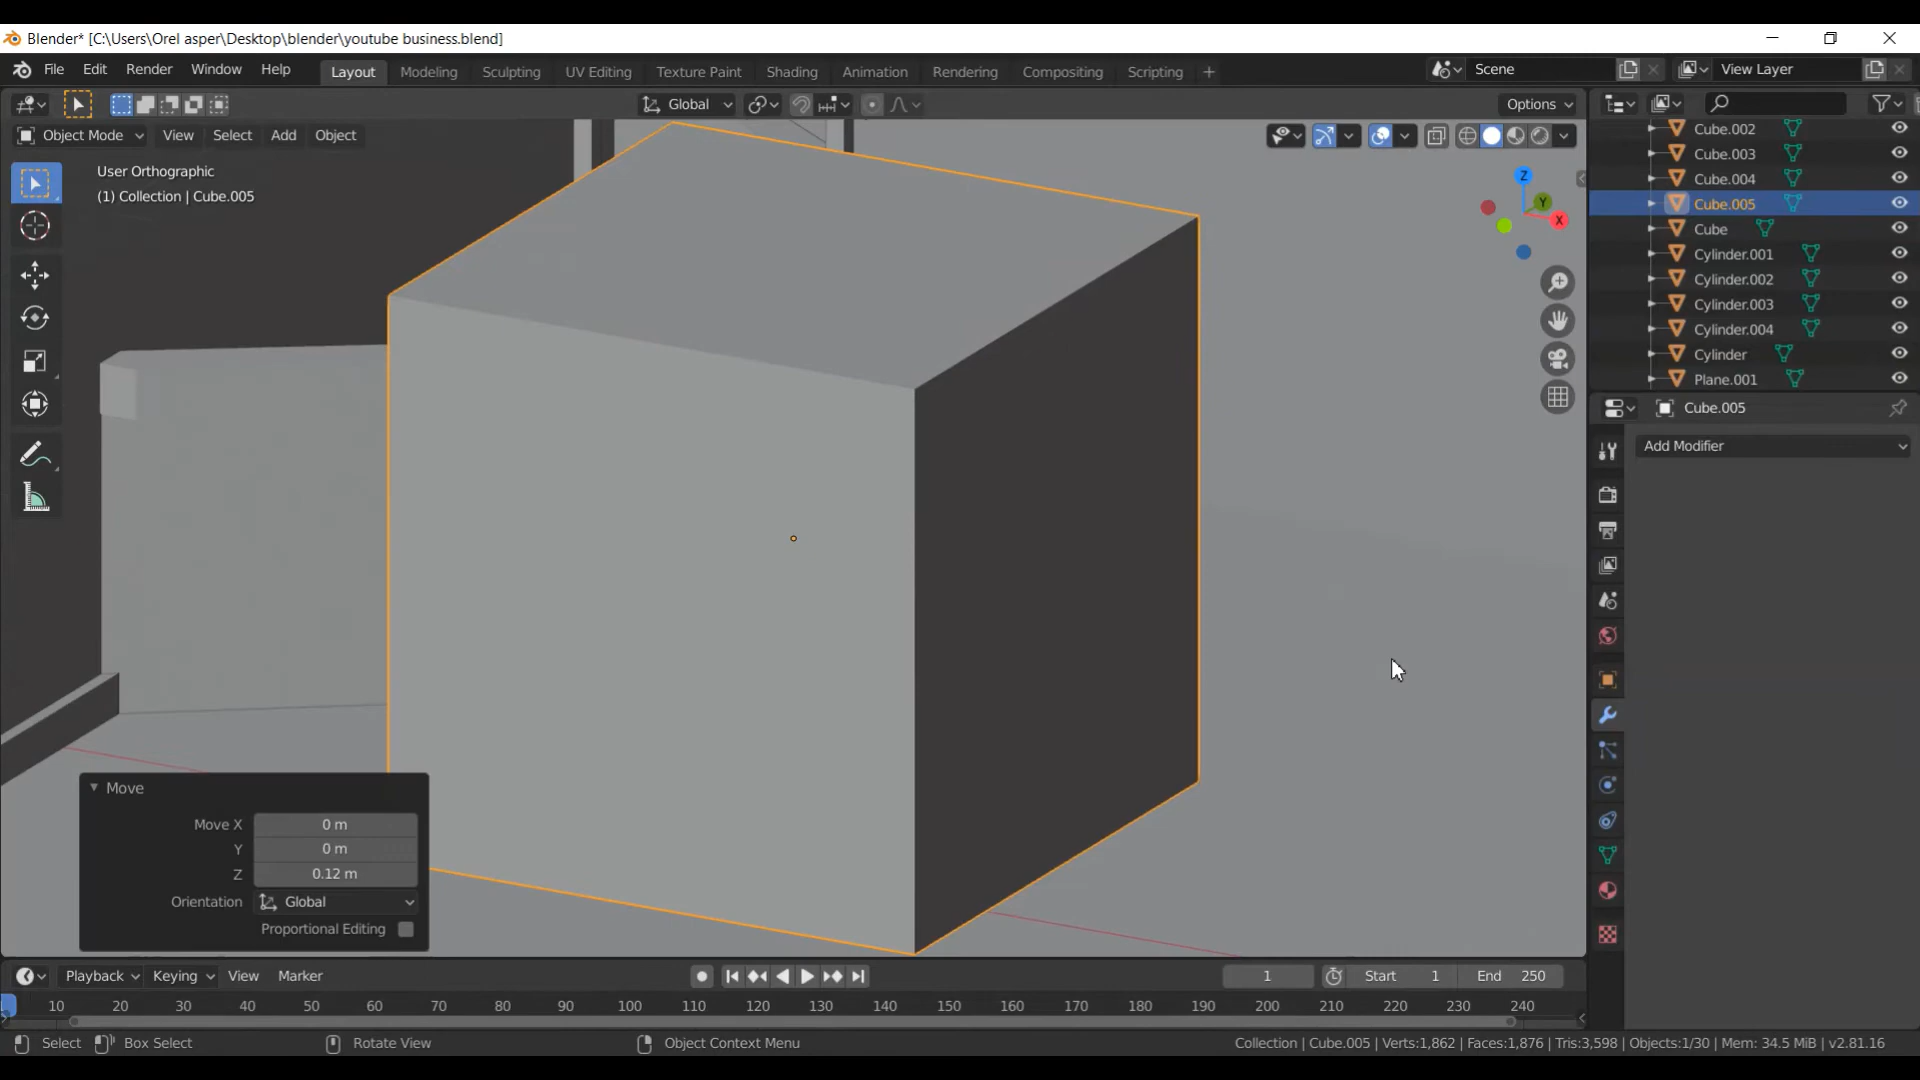 Blender* [C:\Users\Orel asper\Desktop\blender\youtube business.blend]
File Edit Render Window Help Layout Modeling Sculpting UV Editing Texture Paint Shading Animation Rendering Compositing Scripting + Scene View Layer
Global Options
Object Mode View Select Add Object
User Orthographic
(1) Collection | Cube.005
Z
Y
X
Cube.002
Cube.003
Cube.004
Cube.005
Cube
Cylinder.001
Cylinder.002
Cylinder.003
Cylinder.004
Cylinder
Plane.001
Cube.005
Add Modifier
Move
Move X 0 m
Y 0 m
Z 0.12 m
Orientation Global
Proportional Editing
Playback Keying View Marker 1 Start 1 End 250
10 20 30 40 50 60 70 80 90 100 110 120 130 140 150 160 170 180 190 200 210 220 230 240
Select Box Select Rotate View Object Context Menu Collection | Cube.005 | Verts:1,862 | Faces:1,876 | Tris:3,598 | Objects:1/30 | Mem: 34.5 MiB | v2.81.16